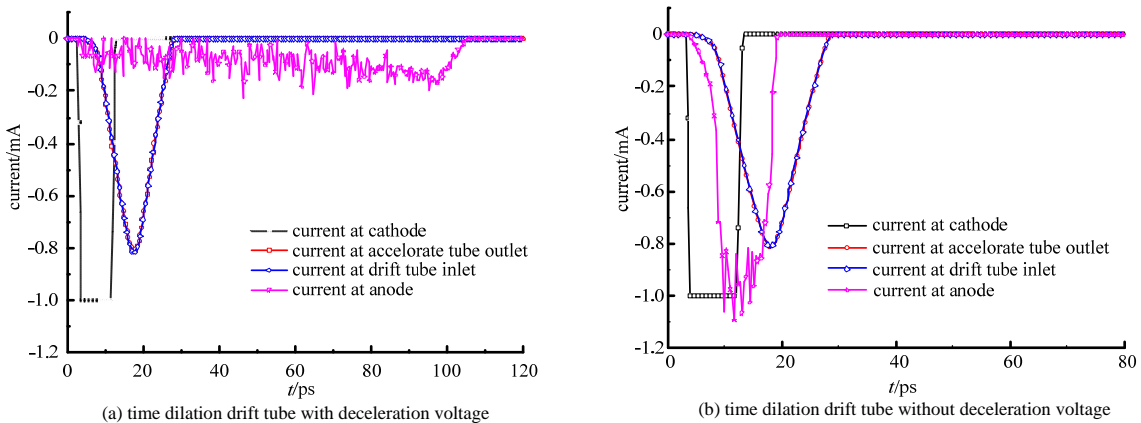 0
-0.2
-0.4
-0.6
-0.8
-1.0
-1.2
current/mA
0 20 40 60 80 100 120
t/ps
current at cathode
current at accelorate tube outlet
current at drift tube inlet
current at anode
(a) time dilation drift tube with deceleration voltage
0
-0.2
-0.4
-0.6
-0.8
-1.0
-1.2
current/mA
0 20 40 60 80
t/ps
current at cathode
current at accelorate tube outlet
current at drift tube inlet
current at anode
(b) time dilation drift tube without deceleration voltage